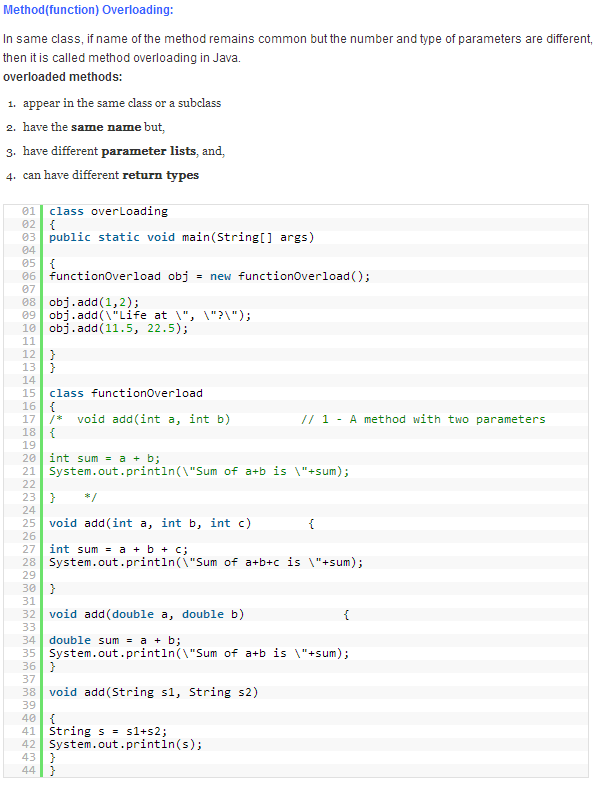 Method(function) Overloading:
In same class, if name of the method remains common but the number and type of parameters are different,
then it is called method overloading in Java.
overloaded methods:
1. appear in the same class or a subclass
2. have the same name but,
3. have different parameter lists, and,
4. can have different return types
01 class overLoading
02 {
03 public static void main(String[] args)
04
05 {
06 functionOverload obj = new functionOverload();
07
08 obj.add(1,2);
09 obj.add(\"Life at \", \"?\");
10 obj.add(11.5, 22.5);
11
12 }
13 }
14
15 class functionOverload
16 {
17 /*  void add(int a, int b)          // 1 - A method with two parameters
18 {
19
20 int sum = a + b;
21 System.out.println(\"Sum of a+b is \"+sum);
22
23 }    */
24
25 void add(int a, int b, int c)        {
26
27 int sum = a + b + c;
28 System.out.println(\"Sum of a+b+c is \"+sum);
29
30 }
31
32 void add(double a, double b)              {
33
34 double sum = a + b;
35 System.out.println(\"Sum of a+b is \"+sum);
36 }
37
38 void add(String s1, String s2)
39
40 {
41 String s = s1+s2;
42 System.out.println(s);
43 }
44 }